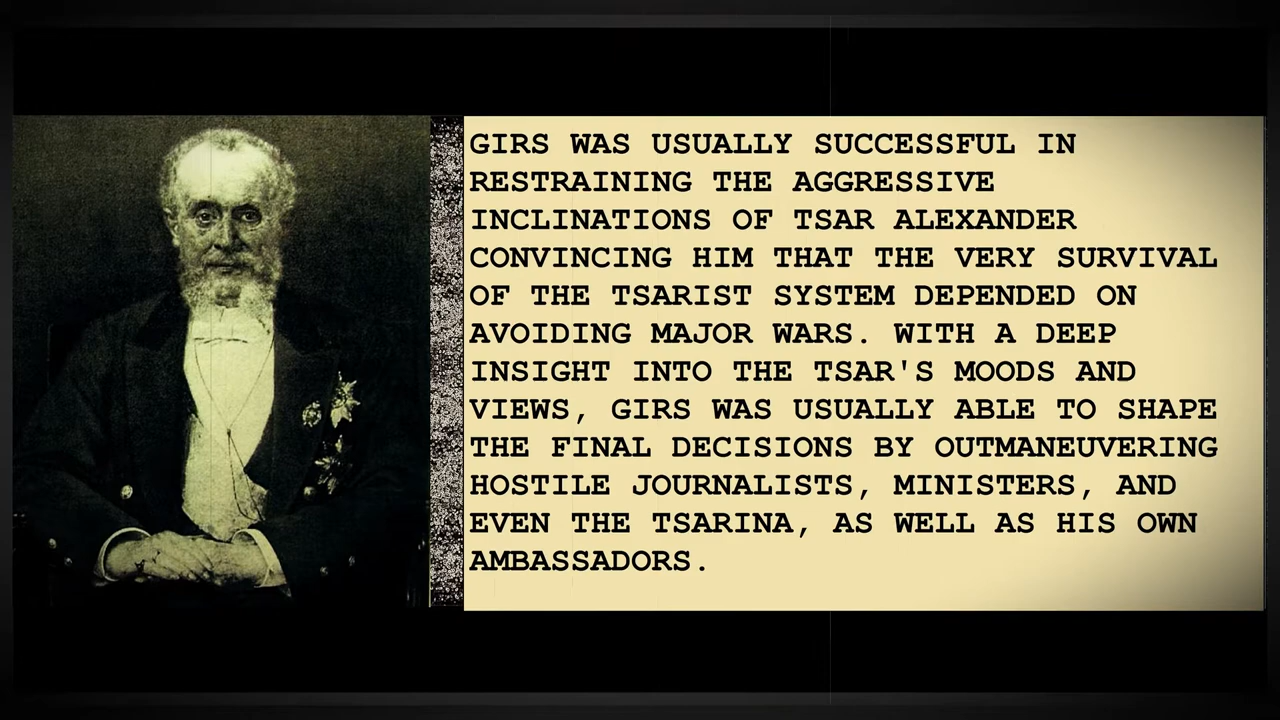 GIRS WAS USUALLY SUCCESSFUL IN
RESTRAINING THE AGGRESSIVE
INCLINATIONS OF TSAR ALEXANDER
CONVINCING HIM THAT THE VERY SURVIVAL
OF THE TSARIST SYSTEM DEPENDED ON
AVOIDING MAJOR WARS. WITH A DEEP
INSIGHT INTO THE TSAR'S MOODS AND
VIEWS, GIRS WAS USUALLY ABLE TO SHAPE
THE FINAL DECISIONS BY OUTMANEUVERING
HOSTILE JOURNALISTS, MINISTERS, AND
EVEN THE TSARINA, AS WELL AS HIS OWN
AMBASSADORS.